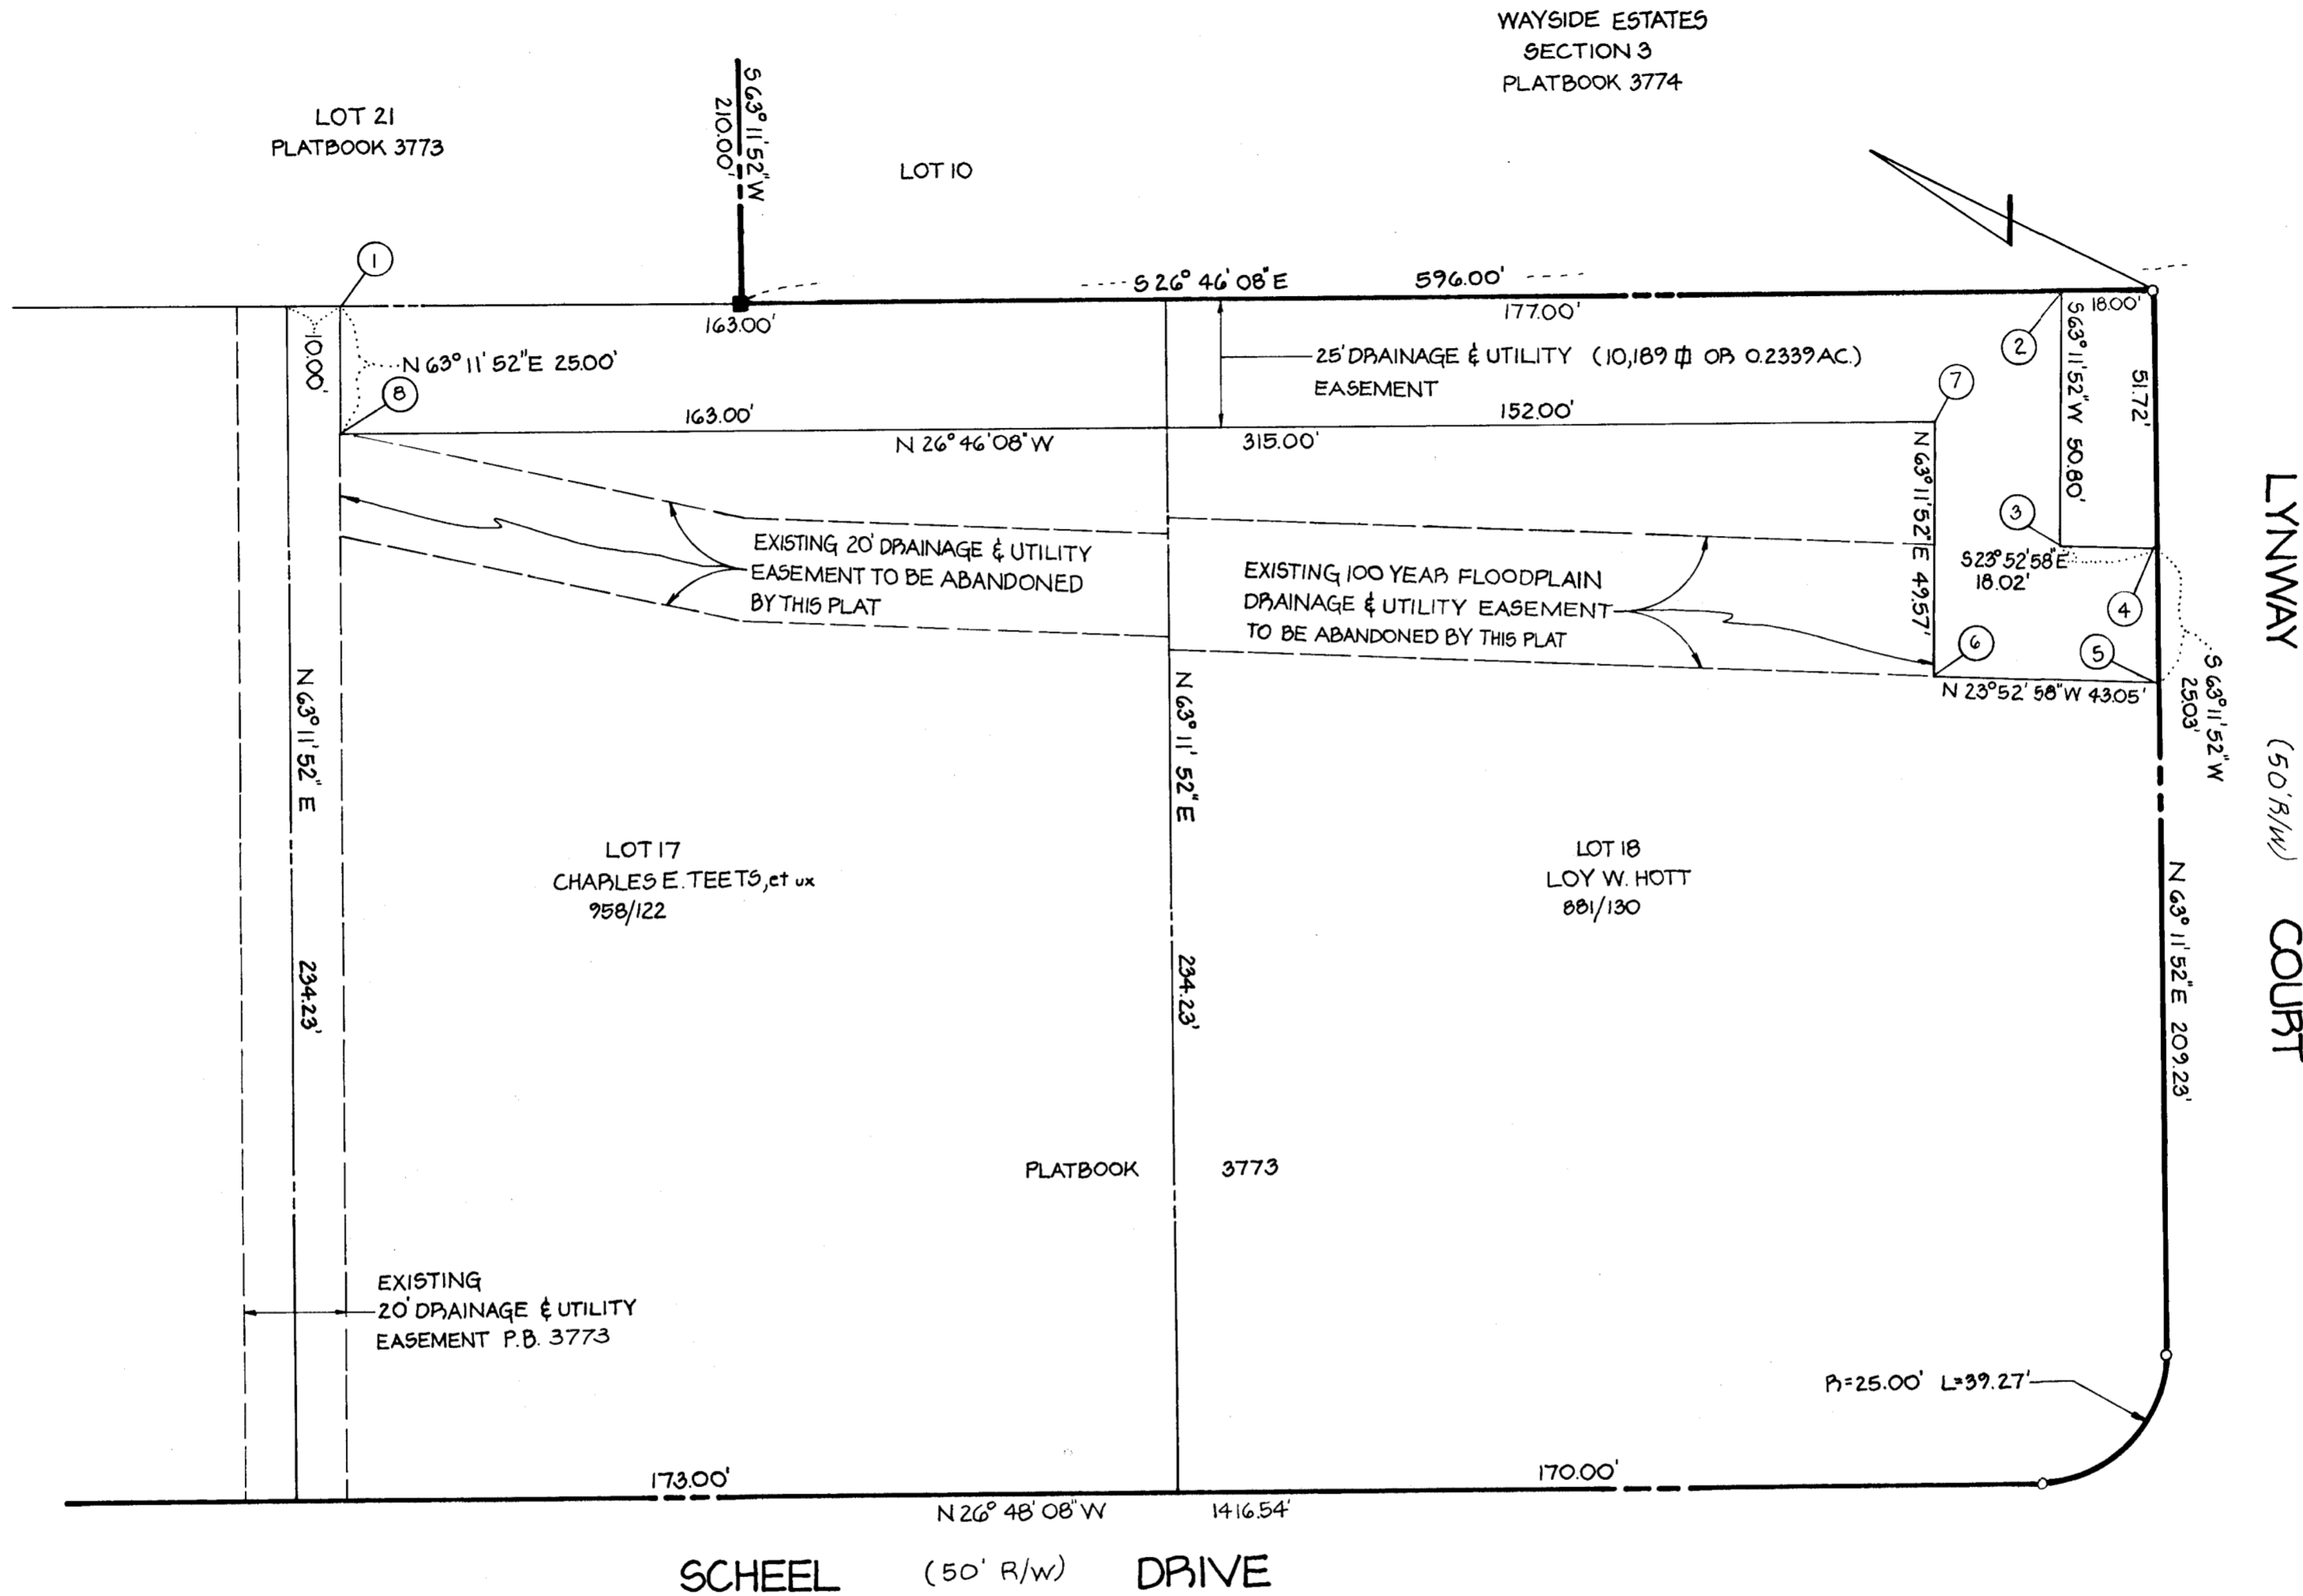 WAYSIDE ESTATES
SECTION 3
PLATBOOK 3774
LOT 21
PLATBOOK 3773
S 63° 11' 52" W
210.00'
LOT 10
1
S 26° 46' 08" E 596.00'
163.00'
177.00'
18.00'
2
S 63° 11' 52" W 50.80'
51.72'
10.00'
N 63° 11' 52" E 25.00'
8
25' DRAINAGE & UTILITY (10,189 OR 0.2339 AC.)
EASEMENT
7
163.00'
152.00'
N 26° 46' 08" W 315.00'
N 63° 11' 52" E 49.57'
3
S 23° 52' 58" E
18.02'
4
EXISTING 20' DRAINAGE & UTILITY
EASEMENT TO BE ABANDONED
BY THIS PLAT
EXISTING 100 YEAR FLOODPLAIN
DRAINAGE & UTILITY EASEMENT
TO BE ABANDONED BY THIS PLAT
6
5
N 23° 52' 58" W 43.05'
S 63° 11' 52" W
25.03'
LYNWAY (50' R/W) COURT
N 63° 11' 52" E 234.23'
N 63° 11' 52" E 234.23'
N 63° 11' 52" E 209.23'
LOT 17
CHARLES E. TEETS, et ux
958/122
LOT 18
LOY W. HOTT
881/130
PLATBOOK 3773
EXISTING
20' DRAINAGE & UTILITY
EASEMENT P.B. 3773
R=25.00' L=39.27'
173.00'
170.00'
N 26° 48' 08" W 1416.54'
SCHEEL (50' R/W) DRIVE